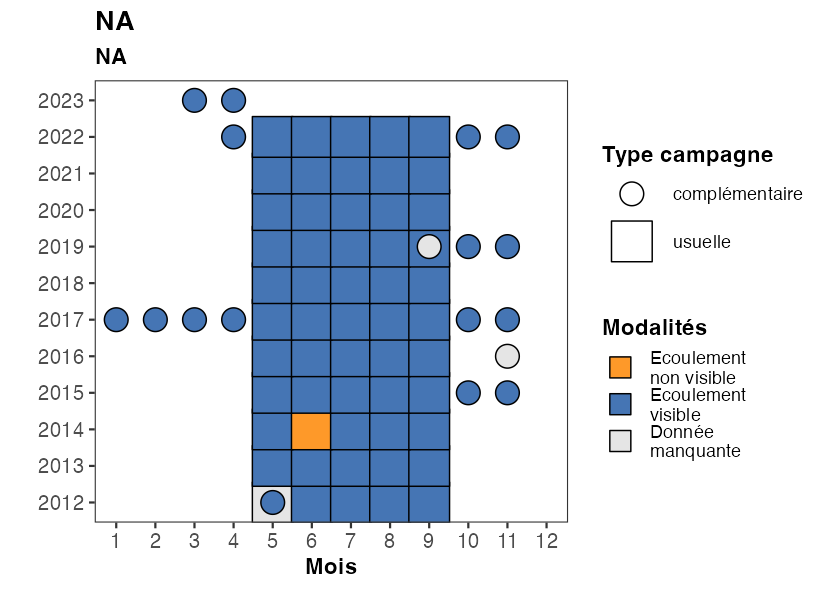 NA
NA
2023
2022
2021
2020
2019
2018
2017
2016
2015
2014
2013
2012
1 2 3 4 5 6 7 8 9 10 11 12
Mois
Type campagne
complémentaire
usuelle
Modalités
Ecoulement
non visible
Ecoulement
visible
Donnée
manquante